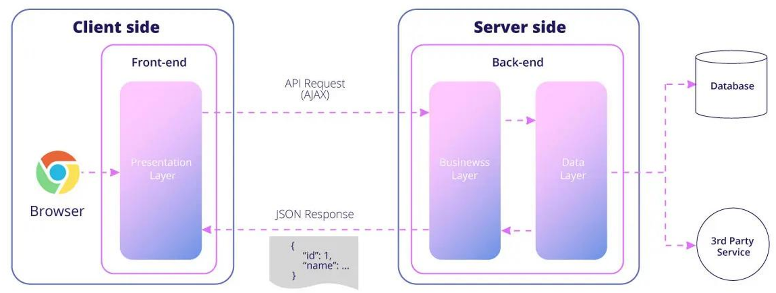 Client side
Server side
Front-end
Back-end
API Request
(AJAX)
Database
Presentation
Layer
Businewss
Layer
Data
Layer
Browser
JSON Response
{
"id": 1,
"name": ...
}
3rd Party
Service